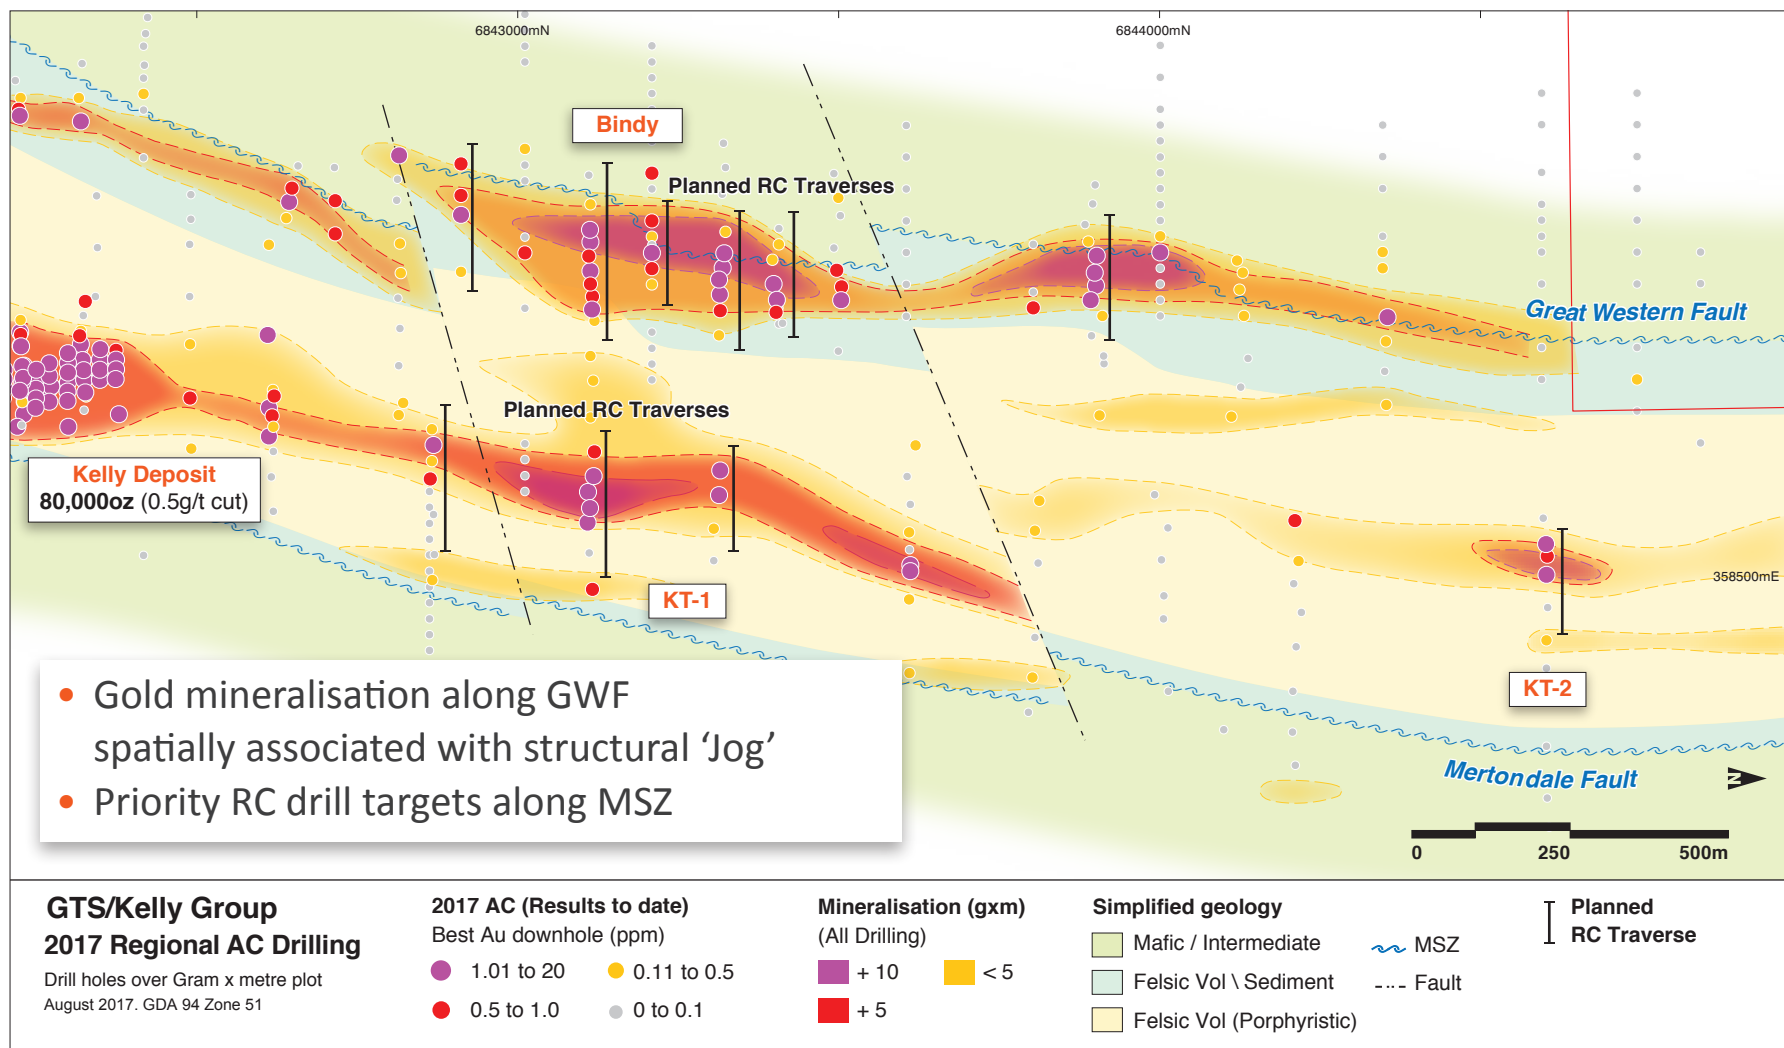 6843000mN
6844000mN
Bindy
Planned RC Traverses
Great Western Fault
Planned RC Traverses
Kelly Deposit
80,000oz (0.5g/t cut)
358500mE
KT-1
KT-2
• Gold mineralisation along GWF
spatially associated with structural ‘Jog’
• Priority RC drill targets along MSZ
Mertondale Fault
N
0 250 500m
GTS/Kelly Group
2017 Regional AC Drilling
Drill holes over Gram x metre plot
August 2017. GDA 94 Zone 51
2017 AC (Results to date)
Best Au downhole (ppm)
1.01 to 20
0.11 to 0.5
0.5 to 1.0
0 to 0.1
Mineralisation (gxm)
(All Drilling)
+ 10
< 5
+ 5
Simplified geology
Mafic / Intermediate
Felsic Vol \ Sediment
Felsic Vol (Porphyristic)
MSZ
Fault
Planned
RC Traverse